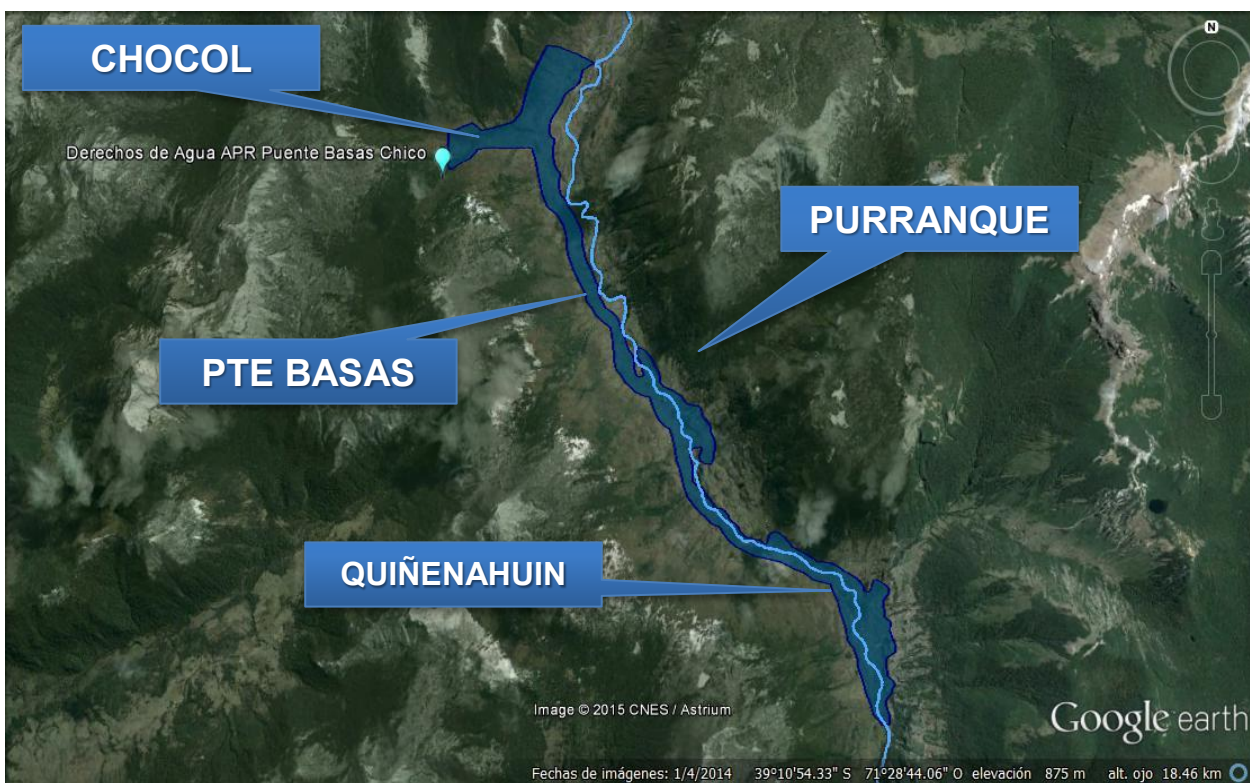 N
CHOCOL
Derechos de Agua APR Puente Basas Chico
PURRANQUE
PTE BASAS
QUIÑENAHUIN
Image © 2015 CNES / Astrium
Google earth
Fechas de imágenes: 1/4/2014 39°10'54.33" S 71°28'44.06" O elevación 875 m alt. ojo 18.46 km